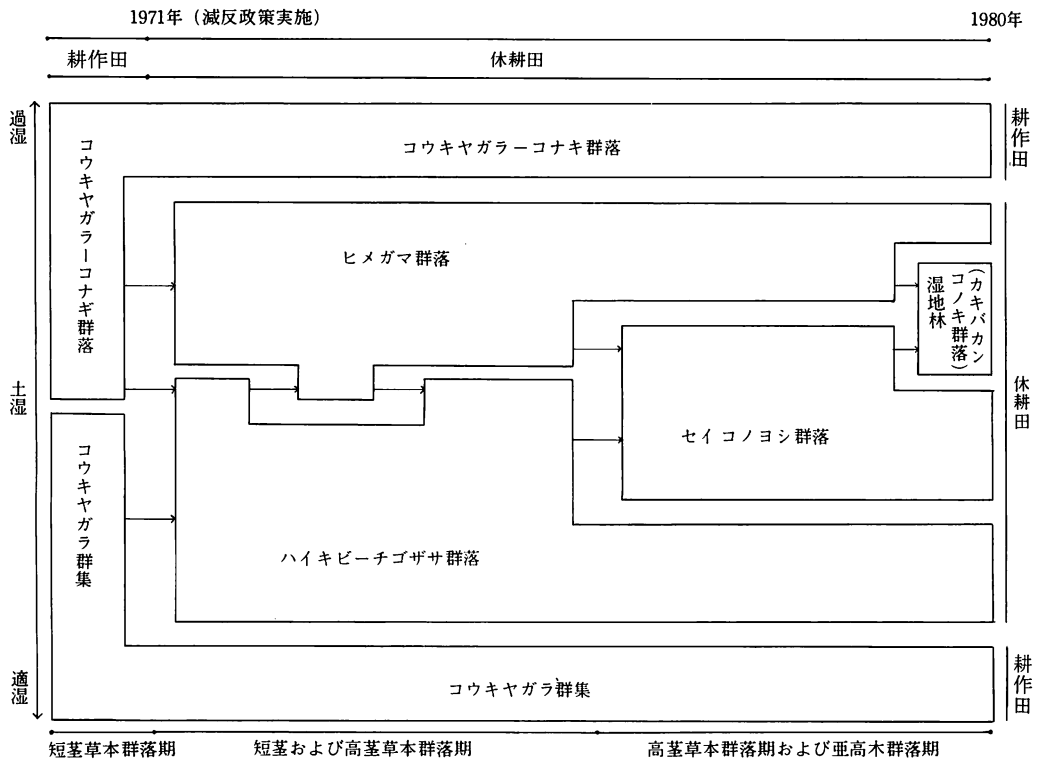 1971年（減反政策実施）
1980年
耕作田
休耕田
過湿
土湿
適湿
コウキヤガラーコナギ群落
コウキヤガラ群集
コウキヤガラーコナキ群落
ヒメガマ群落
(カキバカン
コノキ群落)
湿地林
セイコノヨシ群落
ハイキビーチゴザサ群落
コウキヤガラ群集
耕作田
休耕田
耕作田
短茎草本群落期
短茎および高茎草本群落期
高茎草本群落期および亜高木群落期